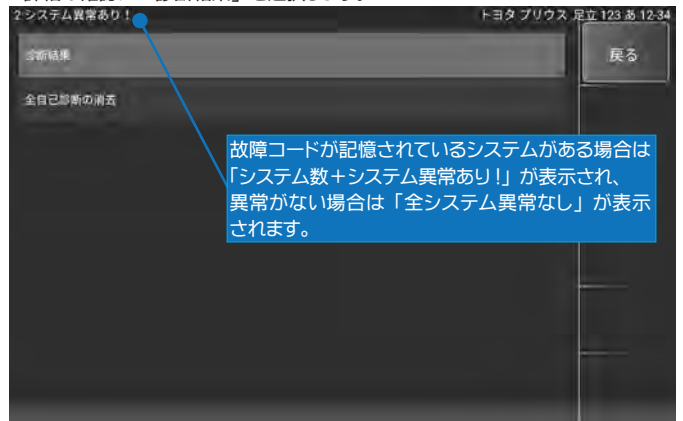 2システム異常あり！
トヨタ プリウス 足立 123 あ 12-34
診断結果
戻る
全自己診断の消去
故障コードが記憶されているシステムがある場合は
「システム数＋システム異常あり！」が表示され、
異常がない場合は「全システム異常なし」が表示
されます。